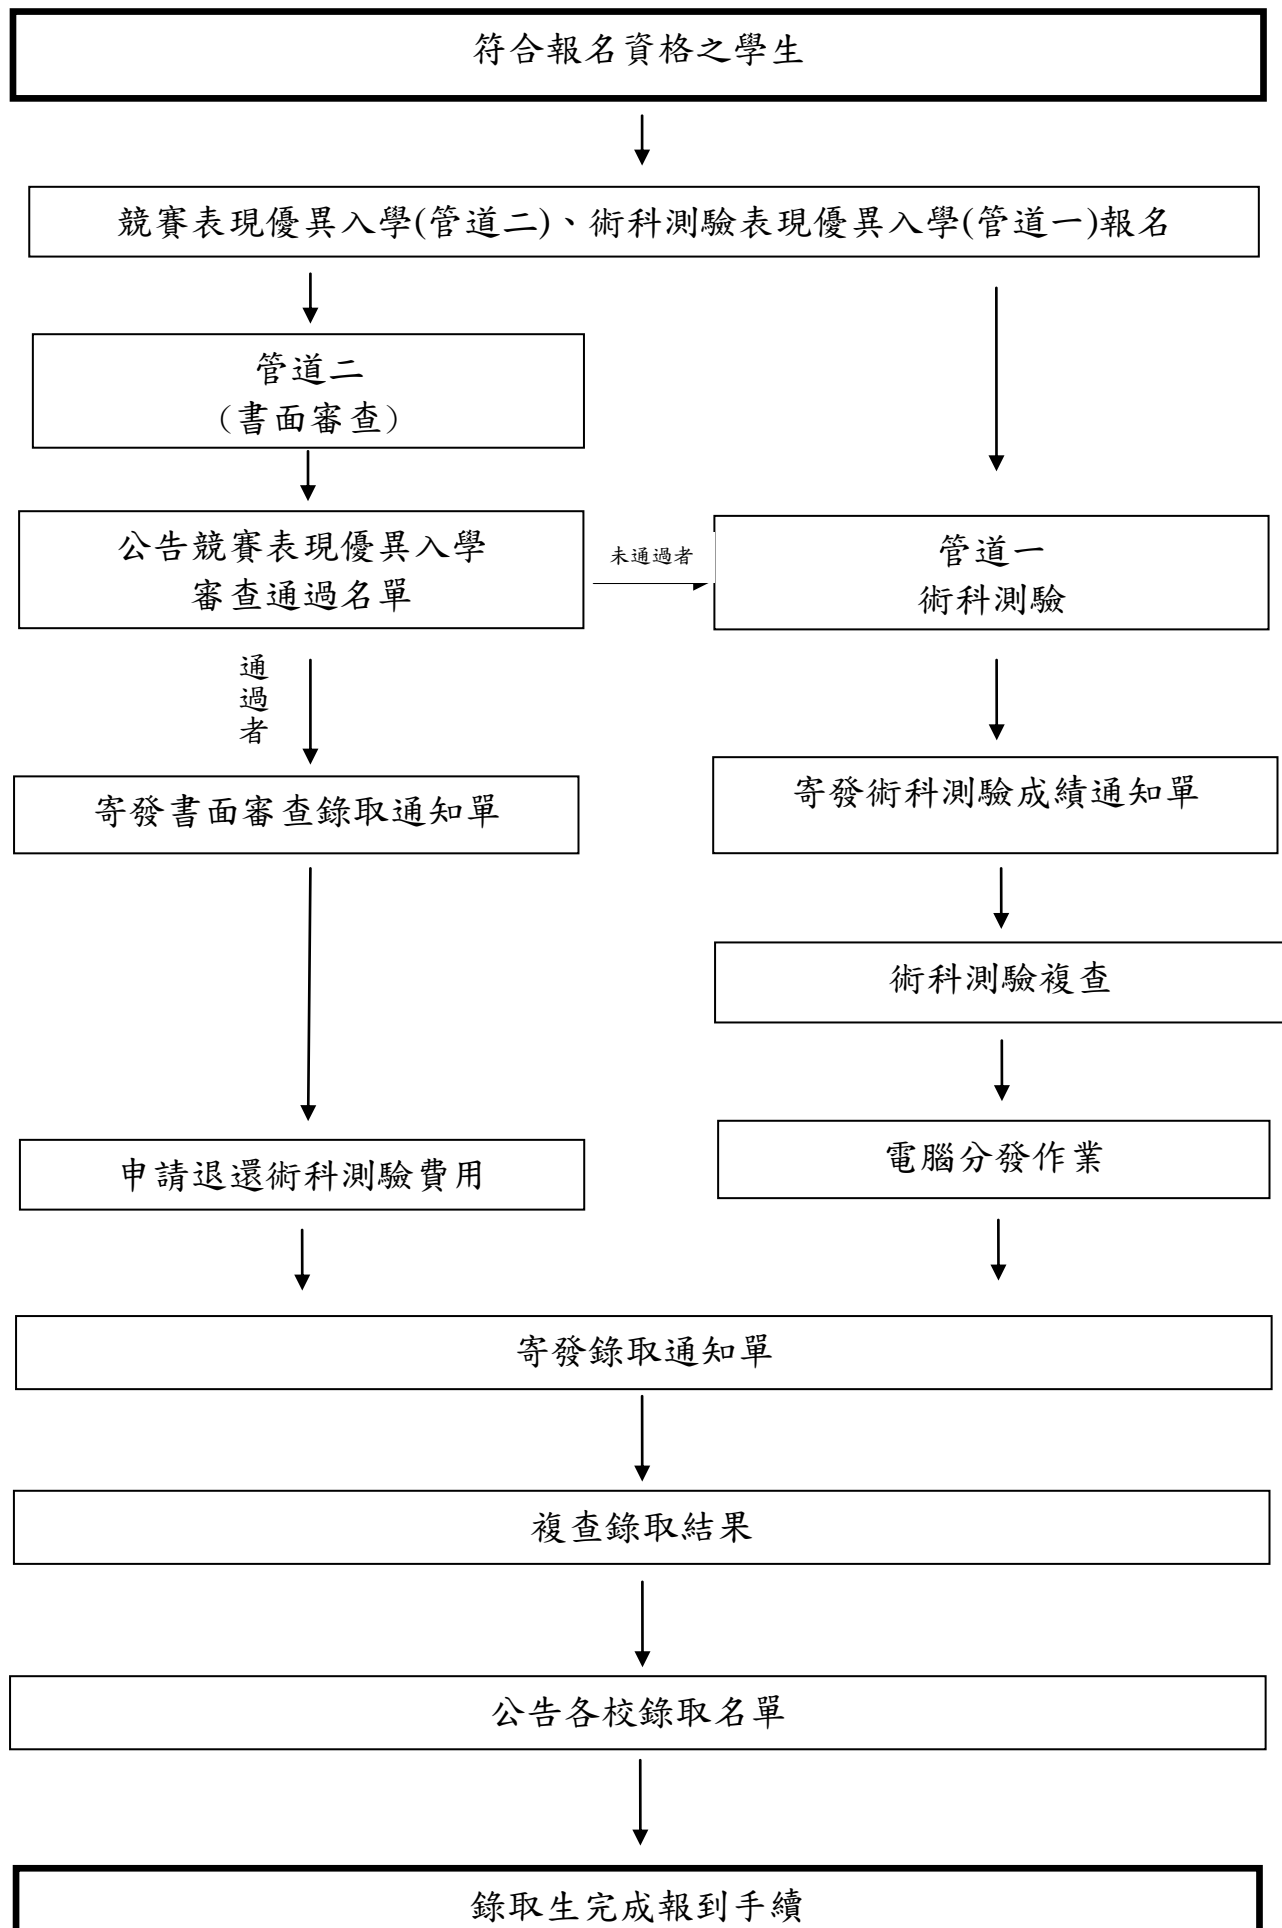 符合報名資格之學生
競賽表現優異入學(管道二)、術科測驗表現優異入學(管道一)報名
管道二
（書面審查）
公告競賽表現優異入學
審查通過名單
未通過者
管道一
術科測驗
通過者
寄發書面審查錄取通知單
寄發術科測驗成績通知單
術科測驗複查
申請退還術科測驗費用
電腦分發作業
寄發錄取通知單
複查錄取結果
公告各校錄取名單
錄取生完成報到手續